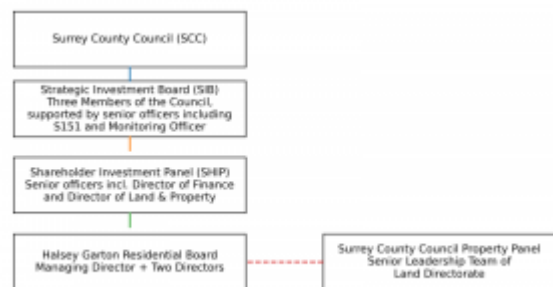 Surrey County Council (SCC)
Strategic Investment Board (SIB)
Three Members of the Council,
supported by senior officers including
S151 and Monitoring Officer
Shareholder Investment Panel (SHIP)
Senior officers incl. Director of Finance
and Director of Land & Property
Halsey Garton Residential Board
Managing Director + Two Directors
Surrey County Council Property Panel
Senior Leadership Team of
Land Directorate